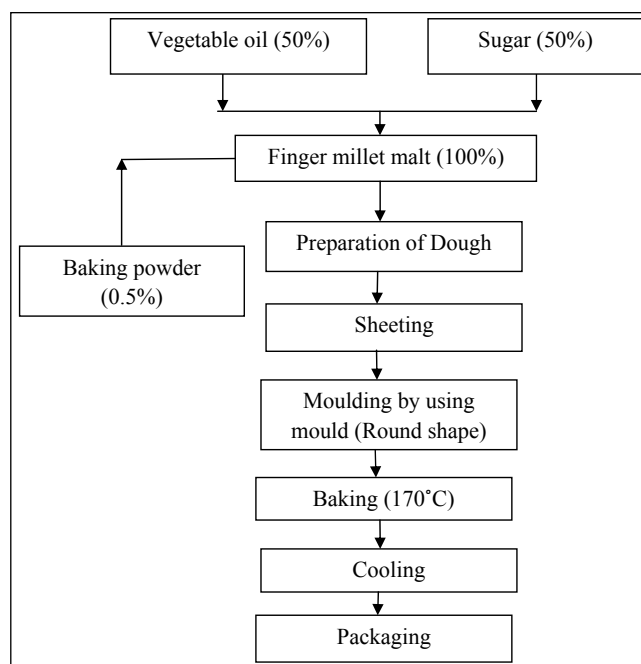 Vegetable oil (50%)
Sugar (50%)
Finger millet malt (100%)
Preparation of Dough
Baking powder
(0.5%)
Sheeting
Moulding by using
mould (Round shape)
Baking (170˚C)
Cooling
Packaging